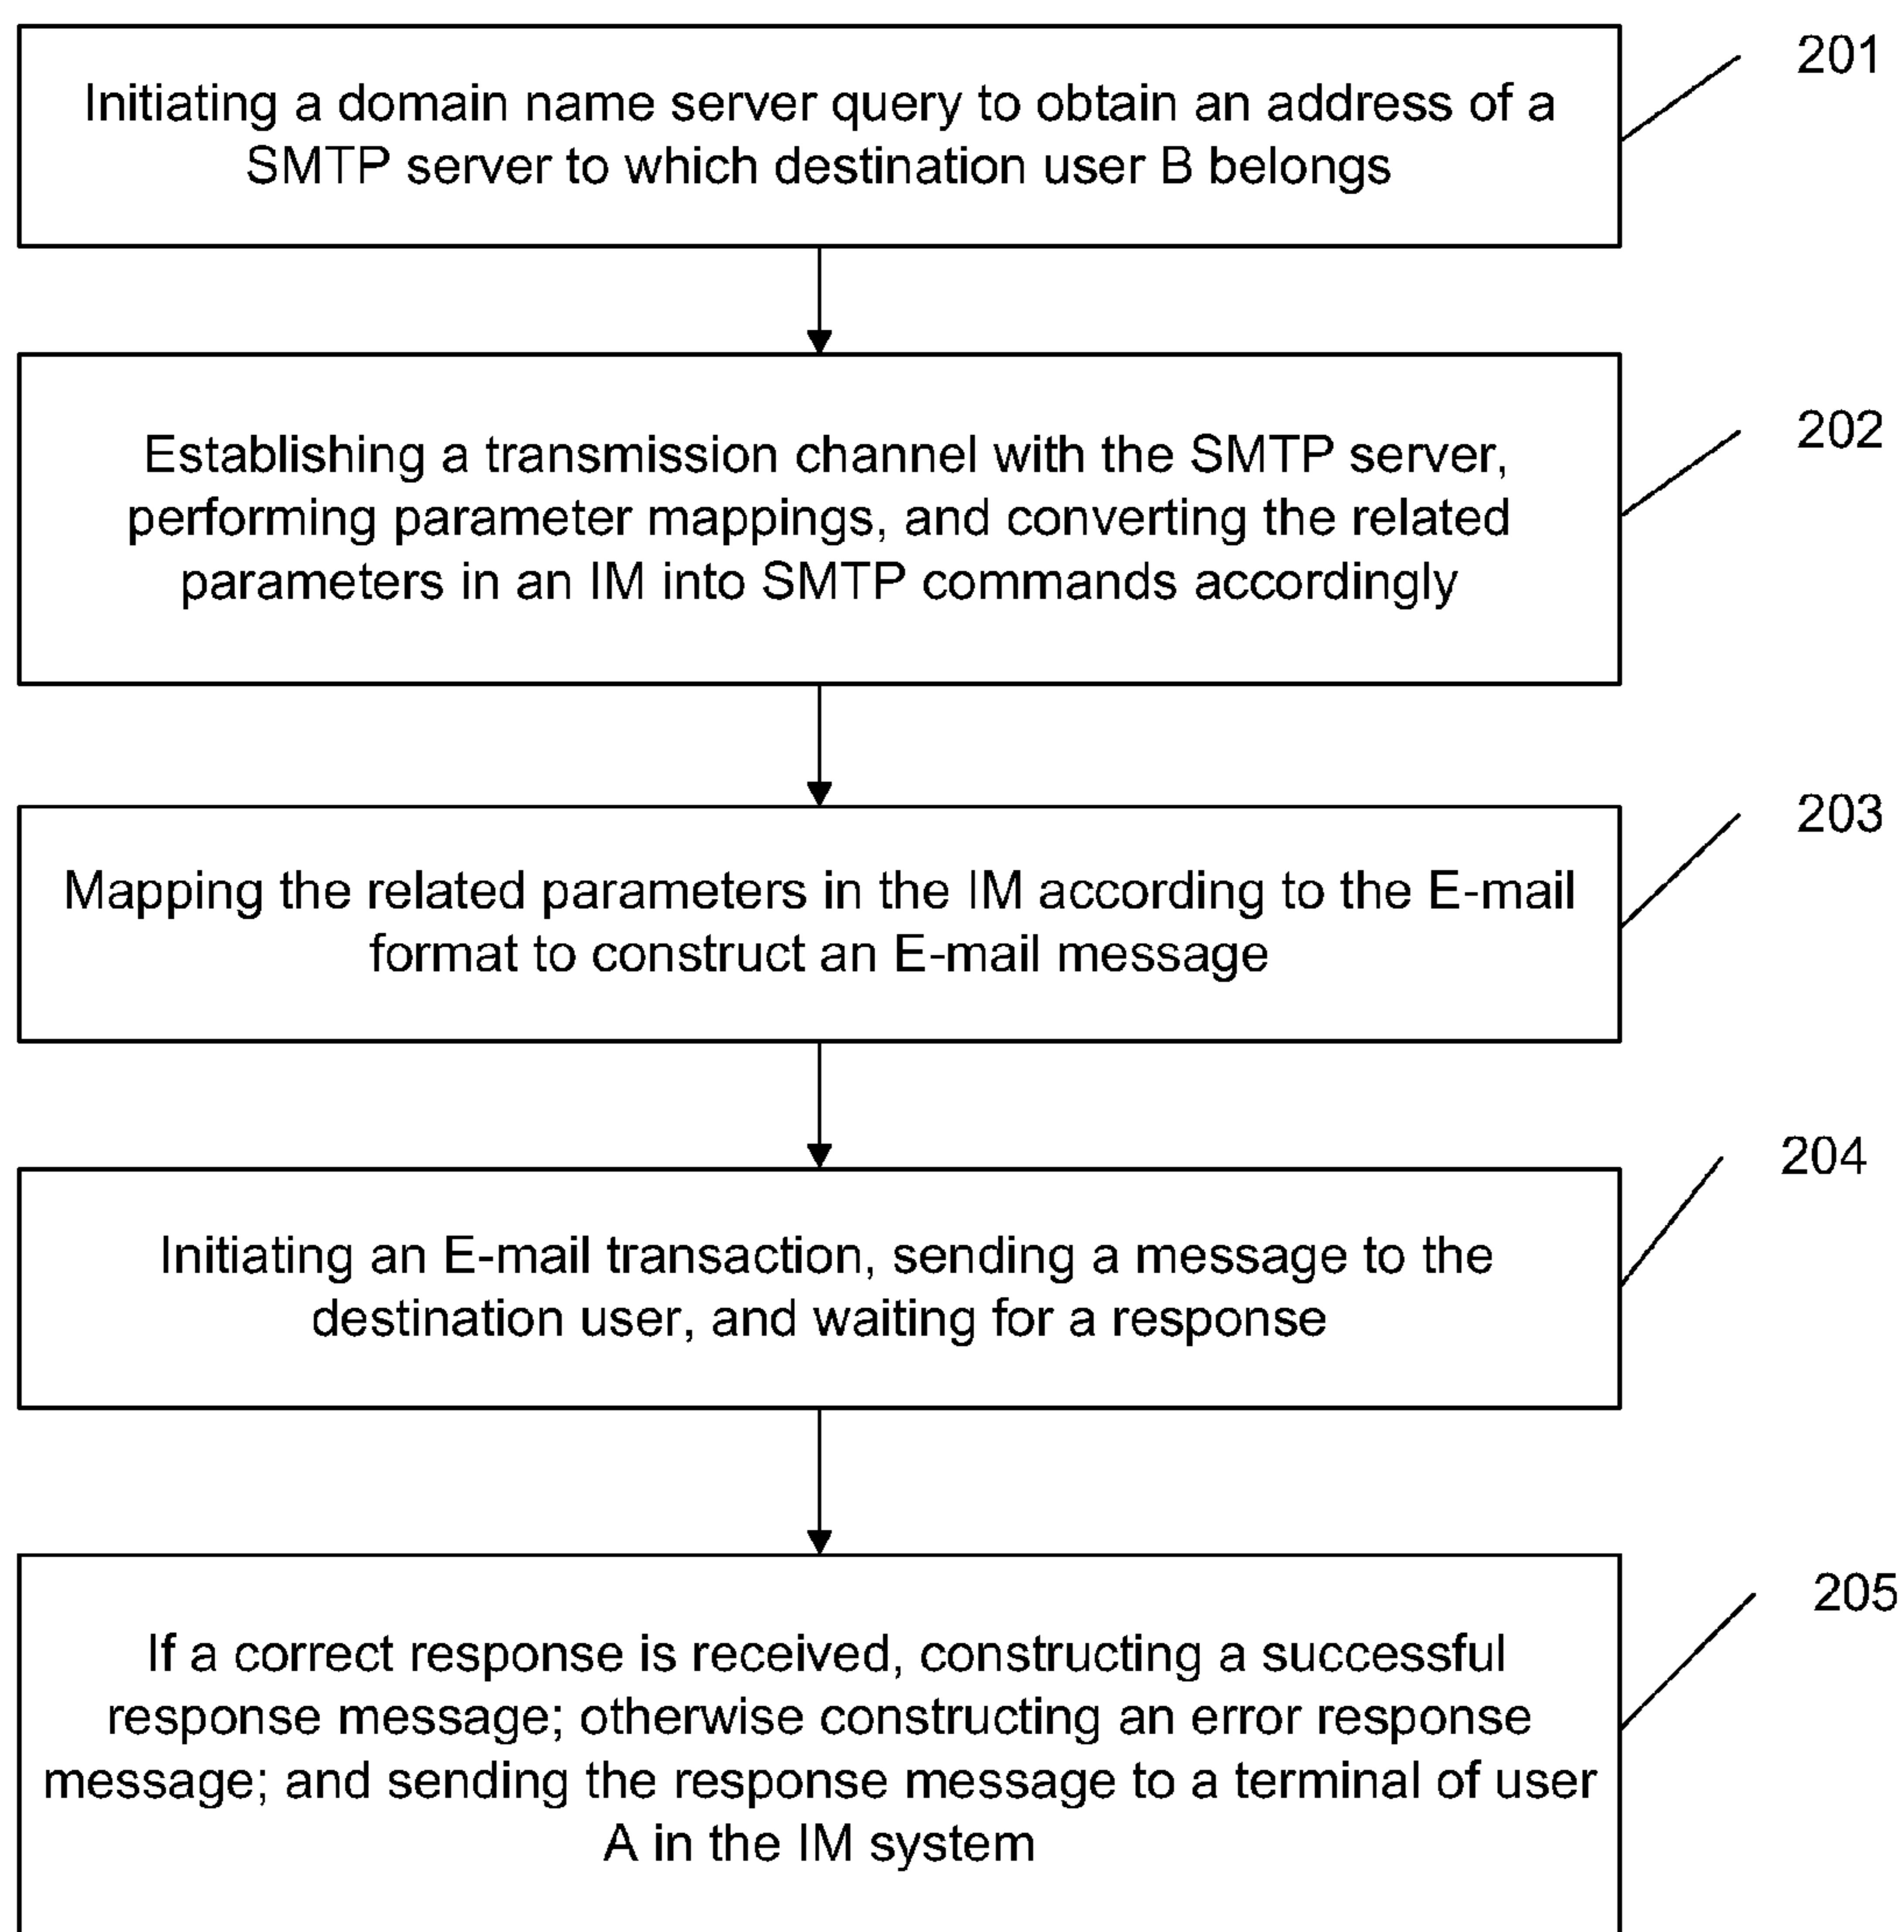 Initiating a domain name server query to obtain an address of a
SMTP server to which destination user B belongs
201
Establishing a transmission channel with the SMTP server,
performing parameter mappings, and converting the related
parameters in an IM into SMTP commands accordingly
202
Mapping the related parameters in the IM according to the E-mail
format to construct an E-mail message
203
Initiating an E-mail transaction, sending a message to the
destination user, and waiting for a response
204
If a correct response is received, constructing a successful
response message; otherwise constructing an error response
message; and sending the response message to a terminal of user
A in the IM system
205